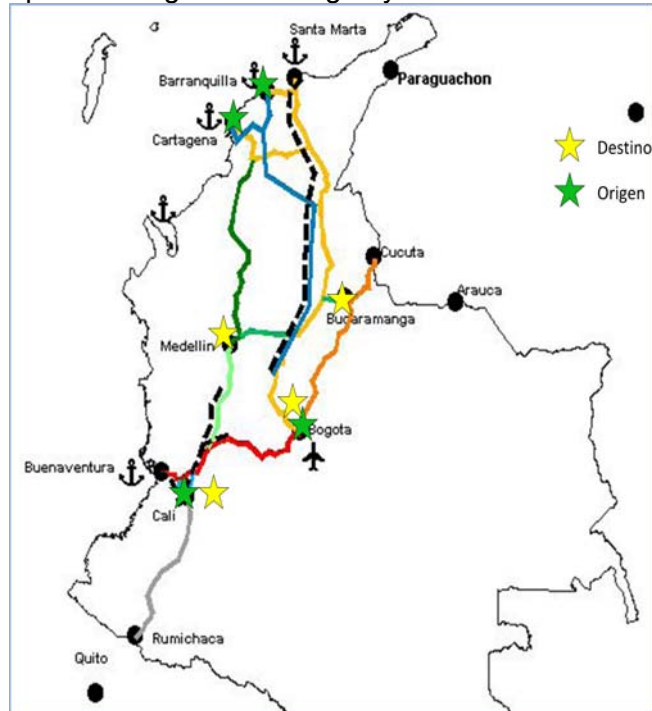 Santa Marta
Barranquilla
Paraguachon
Cartagena
Destino
Origen
Cucuta
Arauca
Bucaramanga
Medellin
Bogota
Buenaventura
Cali
Rumichaca
Quito